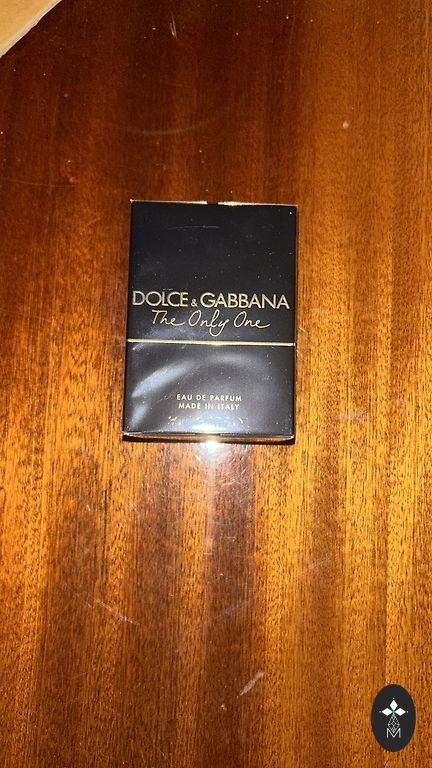 DOLCE & GABBANA
The Only One
EAU DE PARFUM
MADE IN ITALY
M